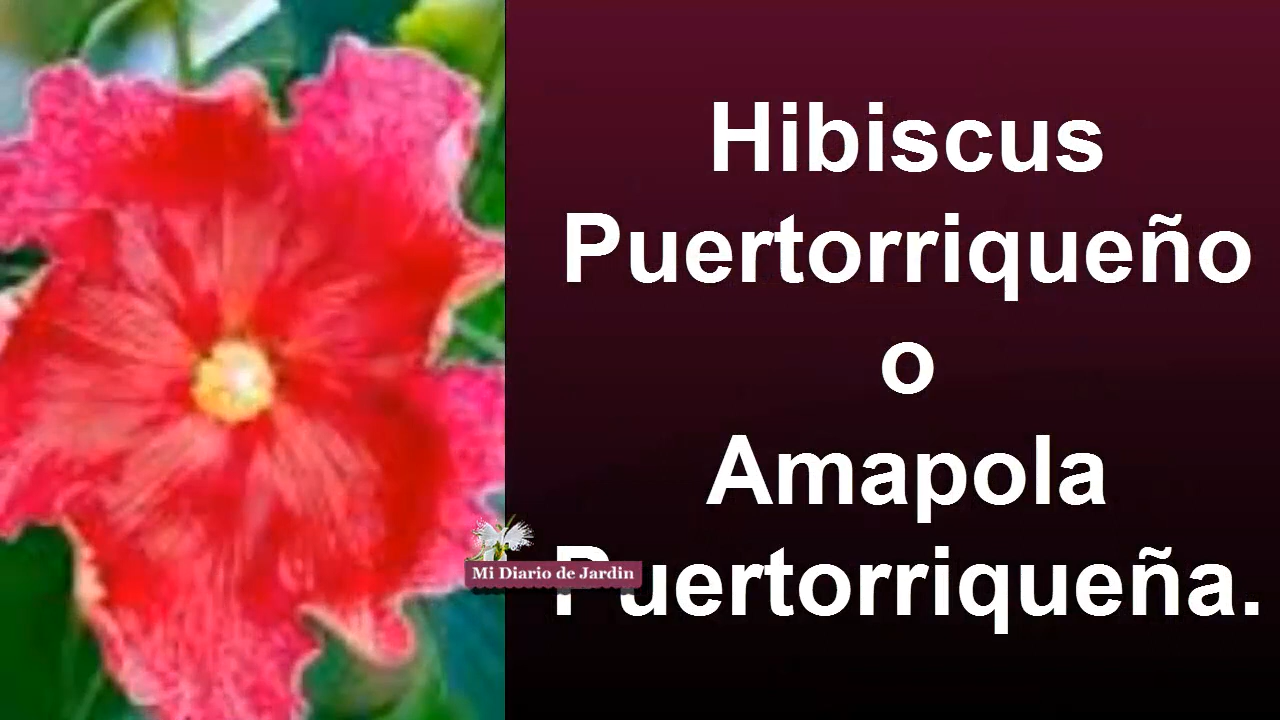 Hibiscus
Puertorriqueño
o
Amapola
Puertorriqueña.
Mi Diario de Jardin